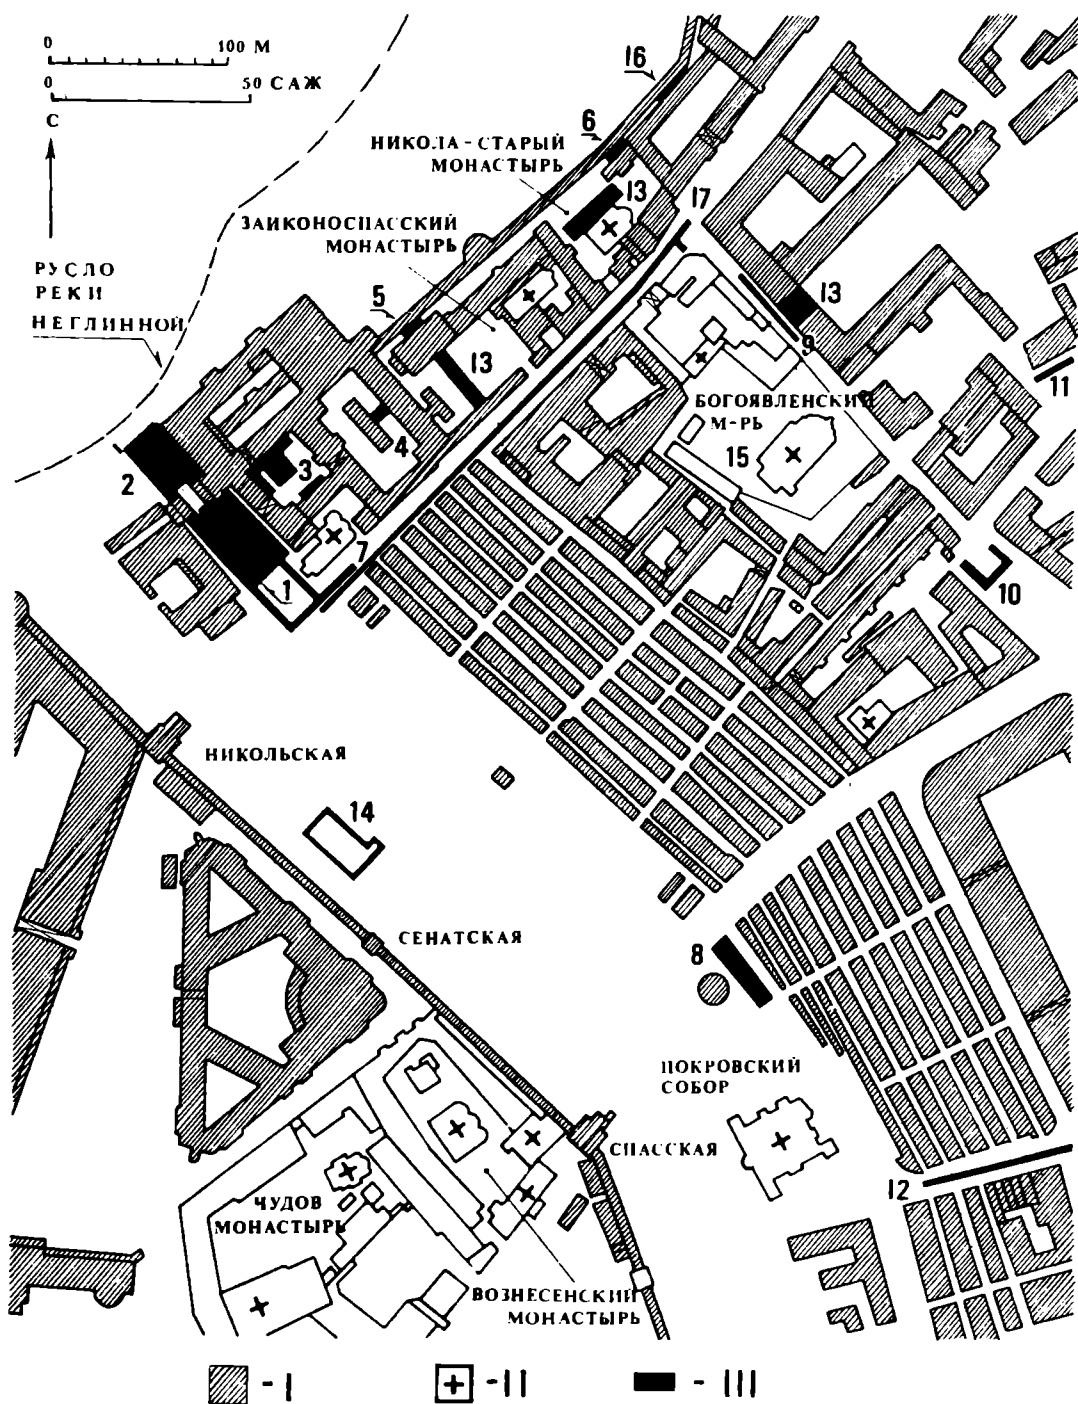 0 100 М
0 50 САЖ
С
16
6
НИКОЛА-СТАРЫЙ
МОНАСТЫРЬ
13
17
ЗАИКОНОСПАССКИЙ
МОНАСТЫРЬ
РУСЛО
РЕКИ
НЕГЛИННОЙ
5
13
13
9
11
БОГОЯВЛЕНСКИЙ
М-РЬ
15
4
3
2
7
1
10
НИКОЛЬСКАЯ
14
СЕНАТСКАЯ
8
ПОКРОВСКИЙ
СОБОР
СПАССКАЯ
12
ЧУДОВ
МОНАСТЫРЬ
ВОЗНЕСЕНСКИЙ
МОНАСТЫРЬ
- I - II - III